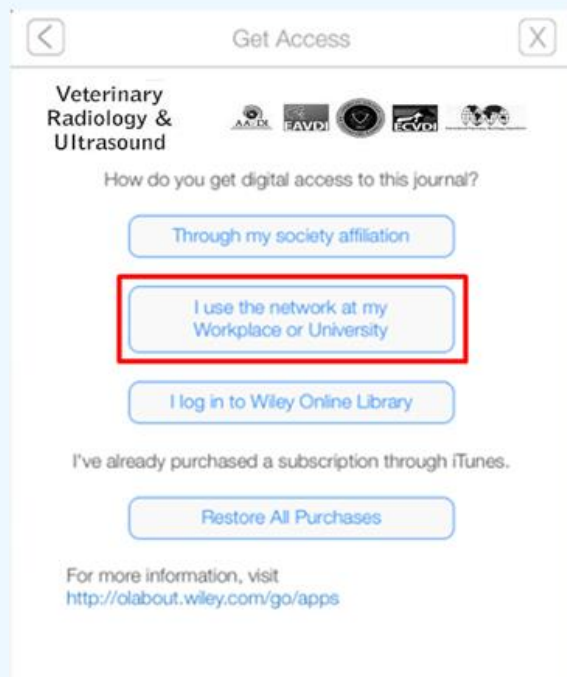 Get Access
X
Veterinary
Radiology &
Ultrasound
EAVDI
ECVDI
How do you get digital access to this journal?
Through my society affiliation
I use the network at my
Workplace or University
I log in to Wiley Online Library
I've already purchased a subscription through iTunes.
Restore All Purchases
For more information, visit
http://olabout.wiley.com/go/apps